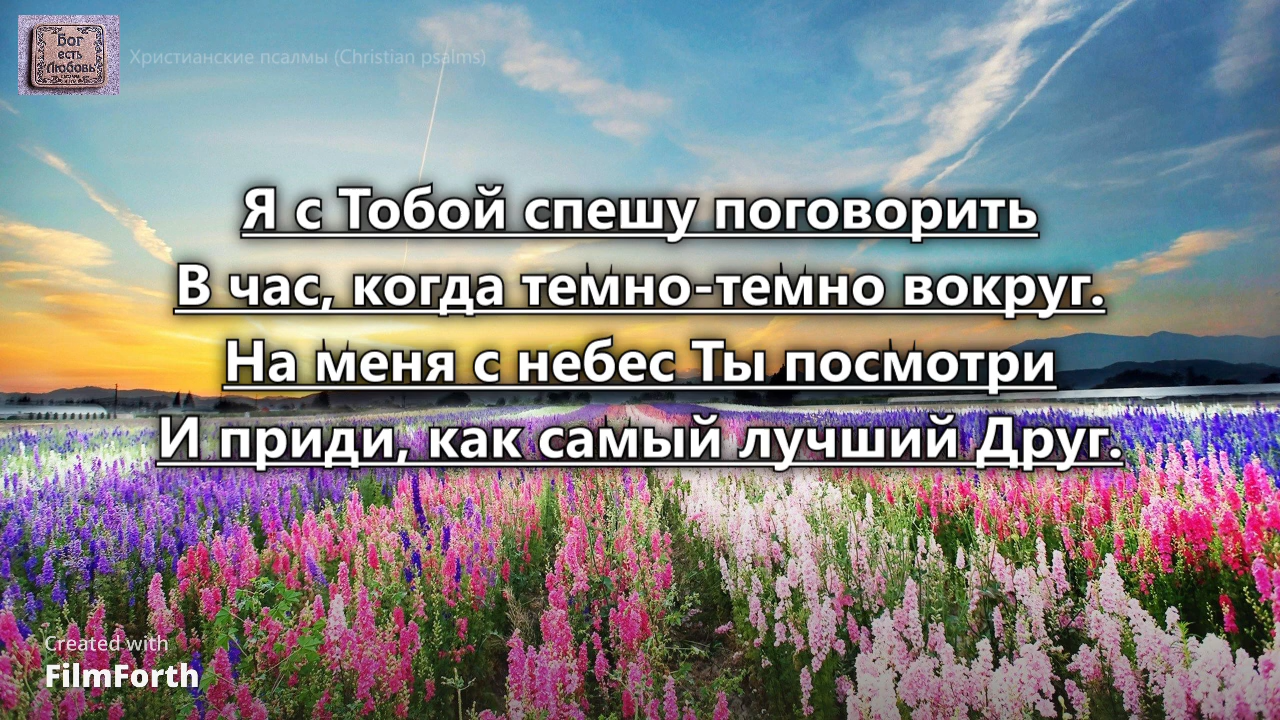 Бог
есть
Любовь
Христианские псалмы (Christian psalms)
Я с Тобой спешу поговорить
В час, когда темно-темно вокруг.
На меня с небес Ты посмотри
И приди, как самый лучший Друг.
Created with
FilmForth